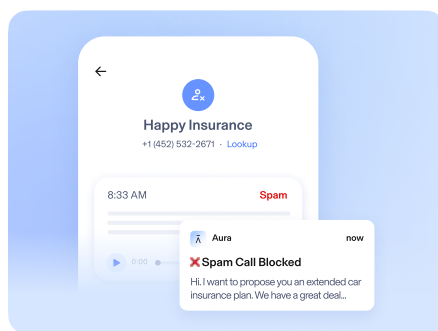 Happy Insurance
+1 (452) 532-2671 · Lookup
8:33 AM Spam
0:00
Aura now
❌Spam Call Blocked
Hi. I want to propose you an extended car
insurance plan. We have a great deal...